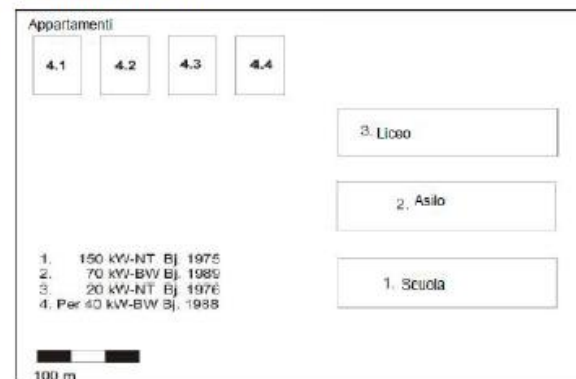 Appartamenti
4.1 4.2 4.3 4.4
3. Liceo
2. Asilo
1. 150 kW-NT Bj. 1975
2. 70 kW-BW Bj. 1989
3. 20 kW-NT Bj. 1976
4. Per 40 kW-BW Bj. 1988
1. Scuola
100 m